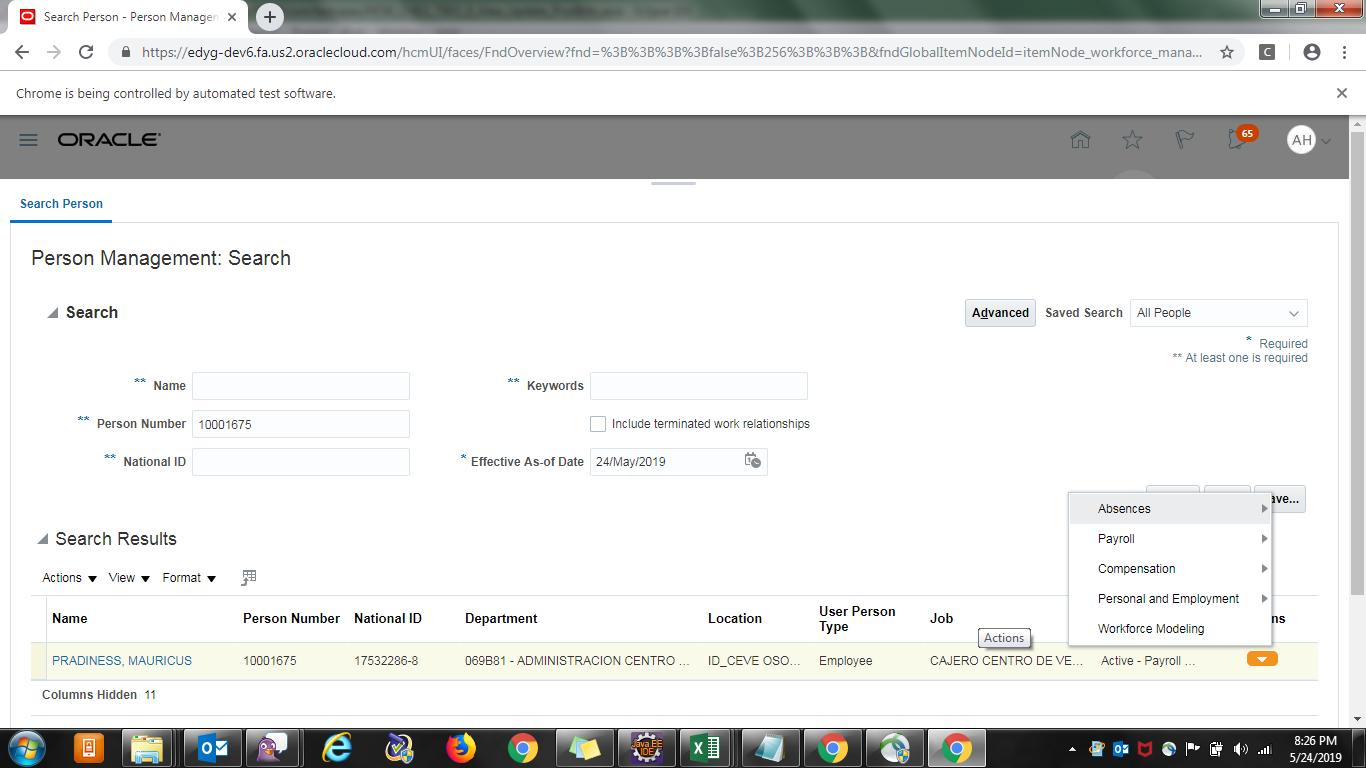 Search Person - Person Managen
https://edyg-dev6.fa.us2.oraclecloud.com/hcmUI/faces/FndOverview?fnd=%3B%3B%3B%3Bfalse%3B256%3B%3B%3B&fndGlobalItemNodeId=itemNode_workforce_mana...
C
Chrome is being controlled by automated test software.
ORACLE
65
AH
Search Person
Person Management: Search
Search
Advanced Saved Search All People
* Required
** At least one is required
** Name
** Keywords
** Person Number 10001675
Include terminated work relationships
** National ID
* Effective As-of Date 24/May/2019
ave...
Absences
Payroll
Compensation
Personal and Employment
Workforce Modeling
Search Results
Actions View Format
Name Person Number National ID Department Location User Person Type Job ns
Actions
PRADINESS, MAURICUS 10001675 17532286-8 069B81 - ADMINISTRACION CENTRO ... ID_CEVE OSO... Employee CAJERO CENTRO DE VE... Active - Payroll ...
Columns Hidden 11
Java EE
IDE
8:26 PM
5/24/2019